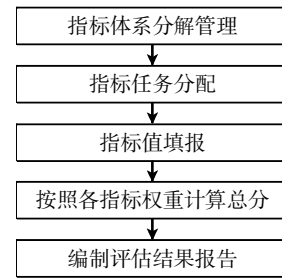 指标体系分解管理
指标任务分配
指标值填报
按照各指标权重计算总分
编制评估结果报告